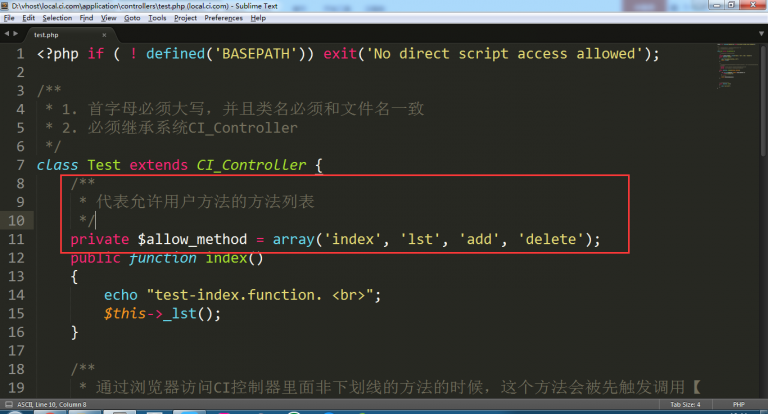 D:\vhost\local.ci.com\application\controllers\test.php (local.ci.com) - Sublime Text
File Edit Selection Find View Goto Tools Project Preferences Help
test.php
1 <?php if ( ! defined('BASEPATH')) exit('No direct script access allowed');
2
3 /**
4 * 1. 首字母必须大写，并且类名必须和文件名一致
5 * 2. 必须继承系统CI_Controller
6 */
7 class Test extends CI_Controller {
8 /**
9 * 代表允许用户方法的方法列表
10 */
11 private $allow_method = array('index', 'lst', 'add', 'delete');
12 public function index()
13 {
14 echo "test-index.function. <br>";
15 $this->_lst();
16 }
17
18 /**
19 * 通过浏览器访问CI控制器里面非下划线的方法的时候，这个方法会被先触发调用【
ASCII, Line 10, Column 8
Tab Size: 4
PHP